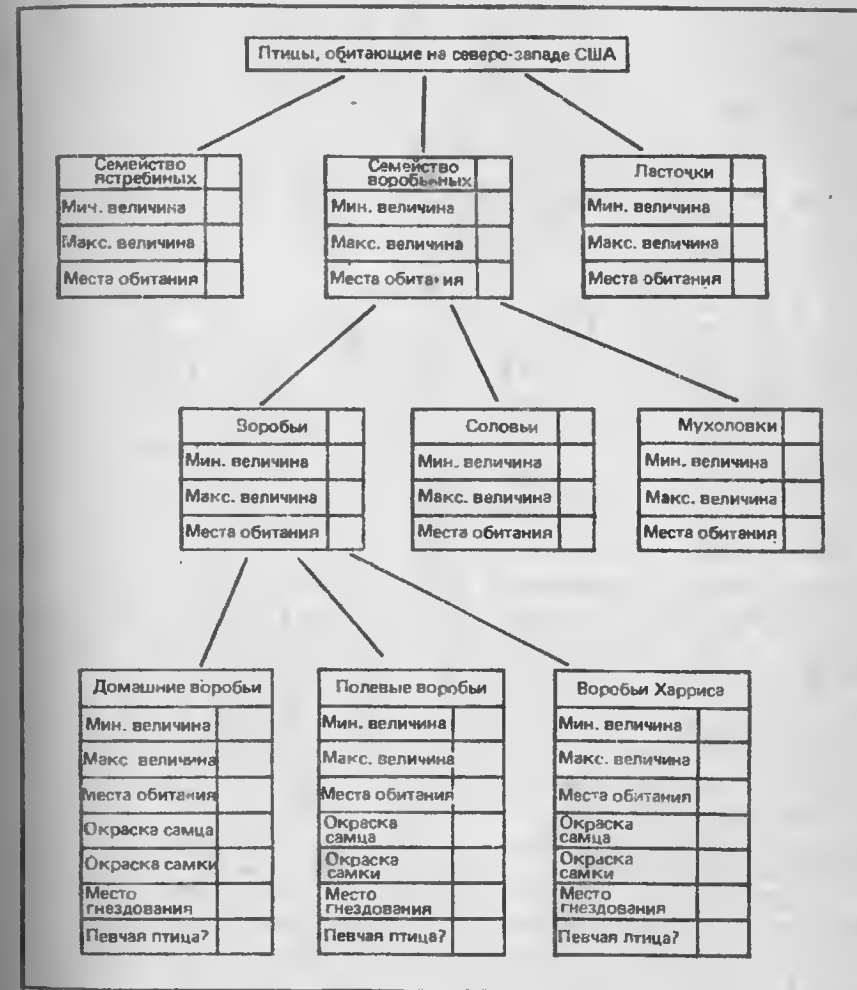 Птицы, обитающие на северо-западе США
Семейство
ястребиных
Мин. величина
Макс. величина
Места обитания
Семейство
воробьиных
Мин. величина
Макс. величина
Места обитания
Ласточки
Мин. величина
Макс. величина
Места обитания
Воробьи
Мин. величина
Макс. величина
Места обитания
Соловьи
Мин. величина
Макс. величина
Места обитания
Мухоловки
Мин. величина
Макс. величина
Места обитания
Домашние воробьи
Мин. величина
Макс величина
Места обитания
Окраска самца
Окраска самки
Место
гнездования
Певчая птица?
Полевые воробьи
Мин. величина
Макс. величина
Места обитания
Окраска
самца
Окраска
самки
Место
гнездования
Певчая птица?
Воробьи Харриса
Мин. величина
Макс. величина
Места обитания
Окраска
самца
Окраска
самки
Место
гнездования
Певчая птица?